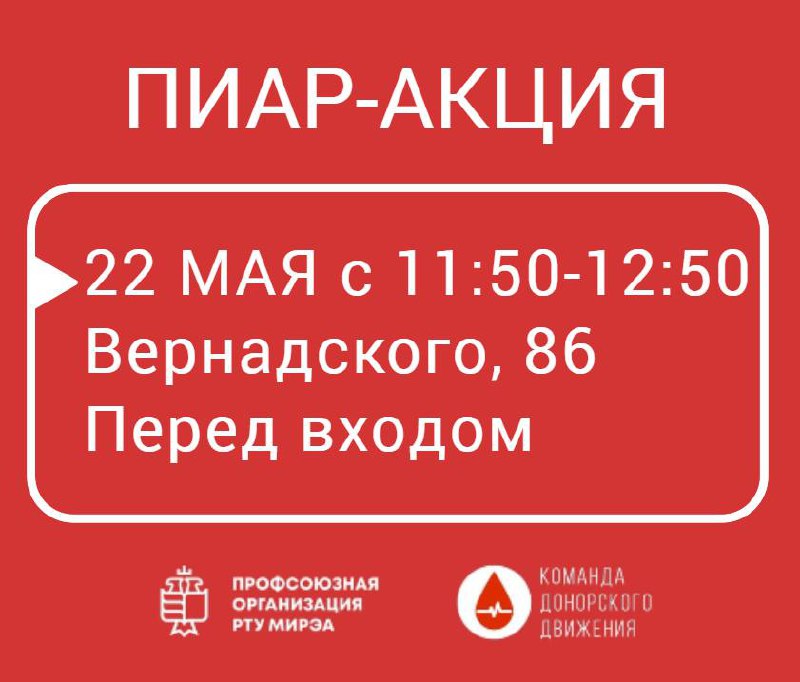 ПИАР-АКЦИЯ
22 МАЯ с 11:50-12:50
Вернадского, 86
Перед входом
ПРОФСОЮЗНАЯ
ОРГАНИЗАЦИЯ
РТУ МИРЭА
КОМАНДА
ДОНОРСКОГО
ДВИЖЕНИЯ